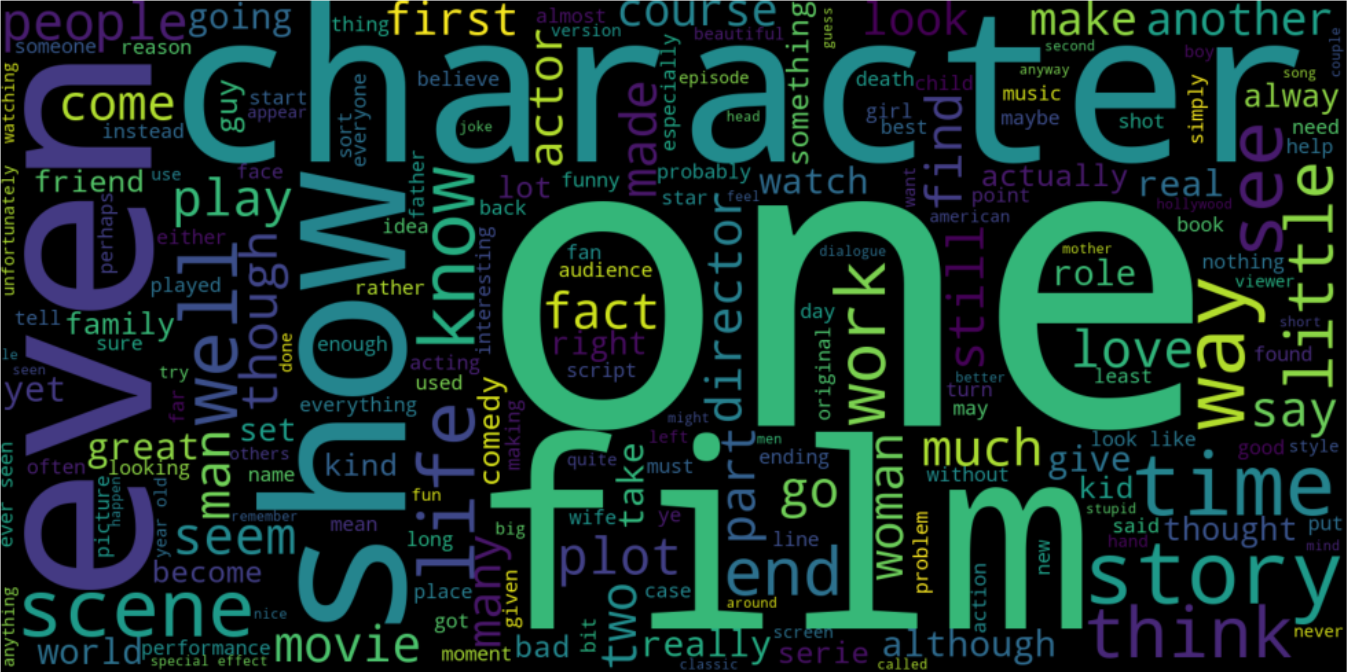 people
going
thing
first
almost
version
course
beautiful
guess
look
make
another
second
boy
couple
someone
reason
watching
come
instead
guy
start
appear
believe
sort
everyone
character
joke
actor
made
especially
episode
head
something
death
child
girl
best
find
music
maybe
anyway
shot
simply
song
alway
need
help
even
unfortunately
friend
use
face
play
perhaps
either
played
tell
family
sure
well
though
show
father
idea
rather
enough
know
back
lot
funny
probably
star
feel
watch
want
american
actually
point
real
hollywood
book
see
little
nothing
viewer
interesting
one
fan
audience
fact
right
script
director
dialogue
day
work
original
still
mother
role
love
least
better
turn
may
way
found
short
say
le
seen
yet
try
far
done
everything
acting
used
life
comedy
making
great
looking
often
man
set
others
name
kind
fun
mean
ever seen
picture
happen
year old
seem
remember
become
long
many
big
given
film
quite
left
might
men
must
take
wife
ye
plot
part
ending
line
go
woman
much
without
problem
look like
give
kid
stupid
said
hand
time
thought
put
mind
good
style
anything
scene
nice
world
performance
special effect
movie
place
got
moment
bad
bit
two
case
really
end
around
screen
classic
serie
called
although
action
new
story
think
never